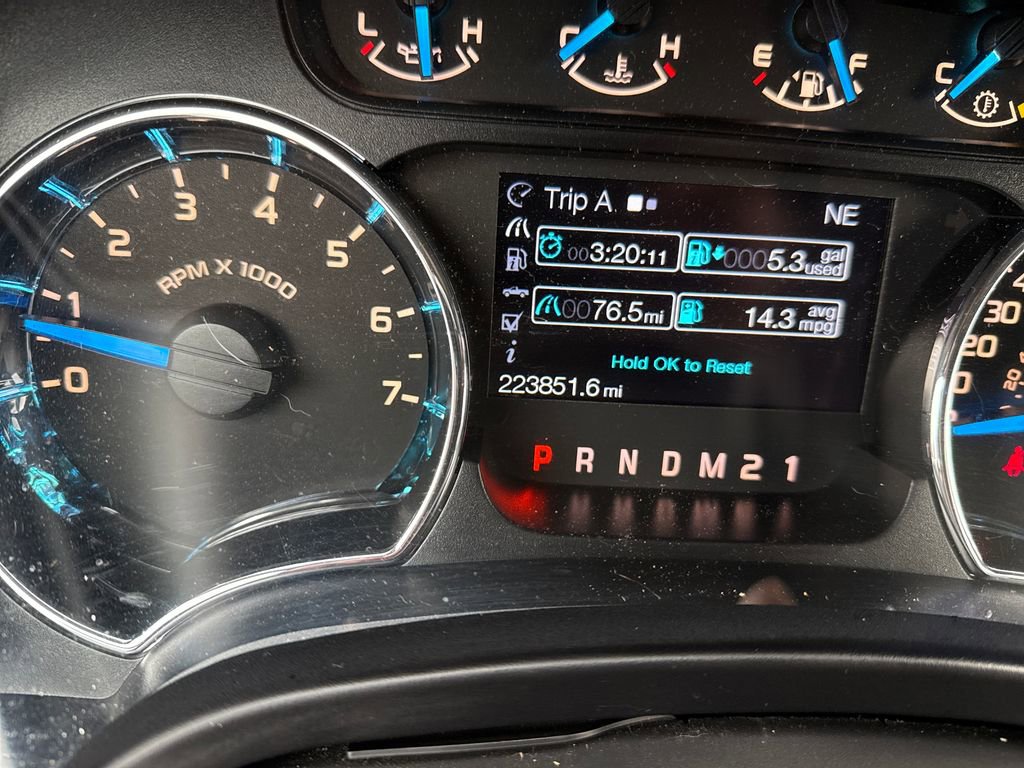 L H
C H
E F
C
3 4
2 5
1 6
0 7
RPM X 1000
Trip A
NE
003:20:11
0005.3 gal used
0076.5 mi
14.3 avg mpg
Hold OK to Reset
223851.6 mi
P R N D M 2 1
30
20
20